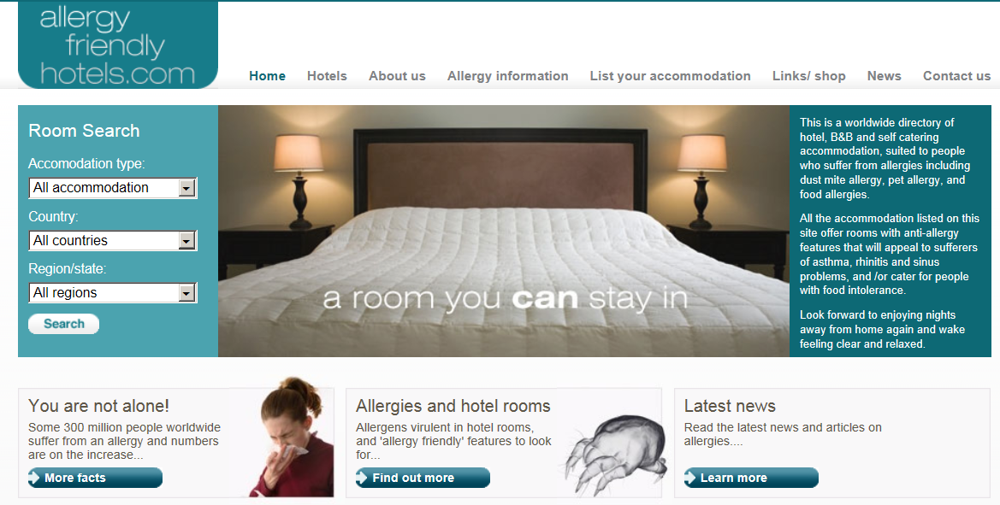 allergy
friendly
hotels.com
Home Hotels About us Allergy information List your accommodation Links/ shop News Contact us
Room Search
Accomodation type:
All accommodation
Country:
All countries
Region/state:
All regions
Search
a room you can stay in
This is a worldwide directory of
hotel, B&B and self catering
accommodation, suited to people
who suffer from allergies including
dust mite allergy, pet allergy, and
food allergies.
All the accommodation listed on this
site offer rooms with anti-allergy
features that will appeal to sufferers
of asthma, rhinitis and sinus
problems, and /or cater for people
with food intolerance.
Look forward to enjoying nights
away from home again and wake
feeling clear and relaxed.
You are not alone!
Some 300 million people worldwide
suffer from an allergy and numbers
are on the increase...
More facts
Allergies and hotel rooms
Allergens virulent in hotel rooms,
and 'allergy friendly' features to look
for...
Find out more
Latest news
Read the latest news and articles on
allergies....
Learn more